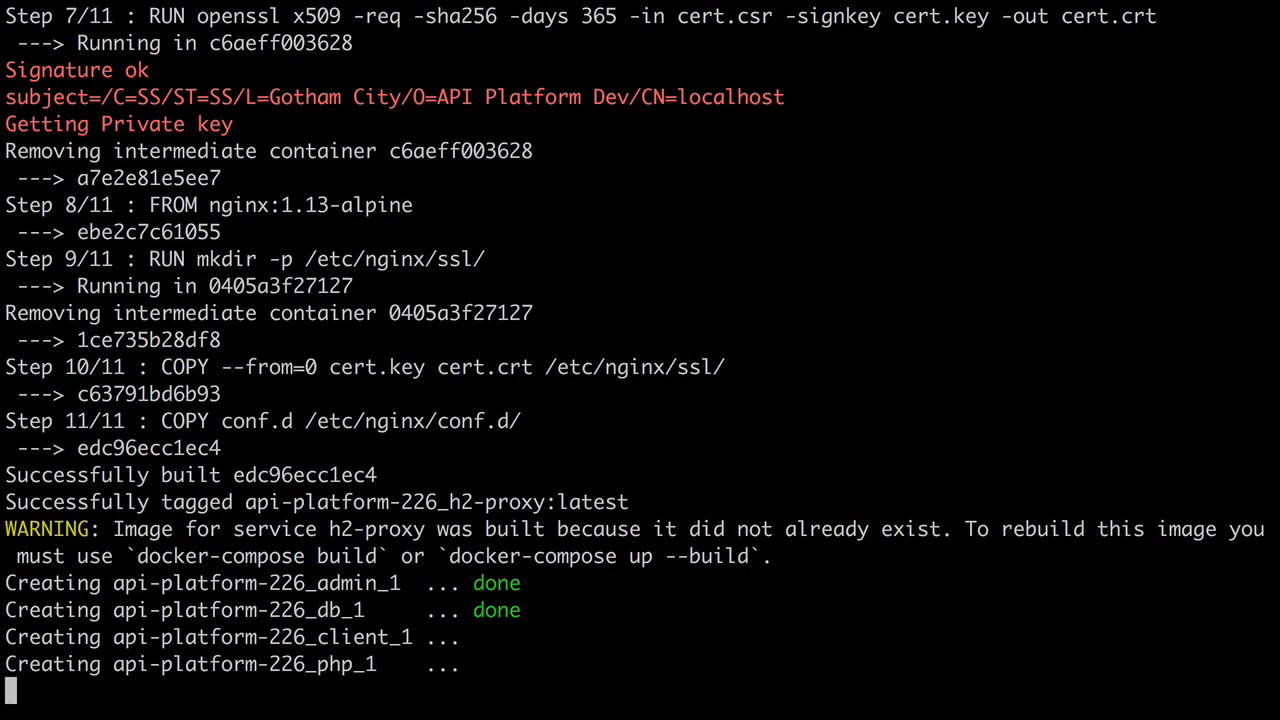 Step 7/11 : RUN openssl x509 -req -sha256 -days 365 -in cert.csr -signkey cert.key -out cert.crt
 ---> Running in c6aeff003628
Signature ok
subject=/C=SS/ST=SS/L=Gotham City/O=API Platform Dev/CN=localhost
Getting Private key
Removing intermediate container c6aeff003628
 ---> a7e2e81e5ee7
Step 8/11 : FROM nginx:1.13-alpine
 ---> ebe2c7c61055
Step 9/11 : RUN mkdir -p /etc/nginx/ssl/
 ---> Running in 0405a3f27127
Removing intermediate container 0405a3f27127
 ---> 1ce735b28df8
Step 10/11 : COPY --from=0 cert.key cert.crt /etc/nginx/ssl/
 ---> c63791bd6b93
Step 11/11 : COPY conf.d /etc/nginx/conf.d/
 ---> edc96ecc1ec4
Successfully built edc96ecc1ec4
Successfully tagged api-platform-226_h2-proxy:latest
WARNING: Image for service h2-proxy was built because it did not already exist. To rebuild this image you
 must use `docker-compose build` or `docker-compose up --build`.
Creating api-platform-226_admin_1  ... done
Creating api-platform-226_db_1     ... done
Creating api-platform-226_client_1 ...
Creating api-platform-226_php_1    ...